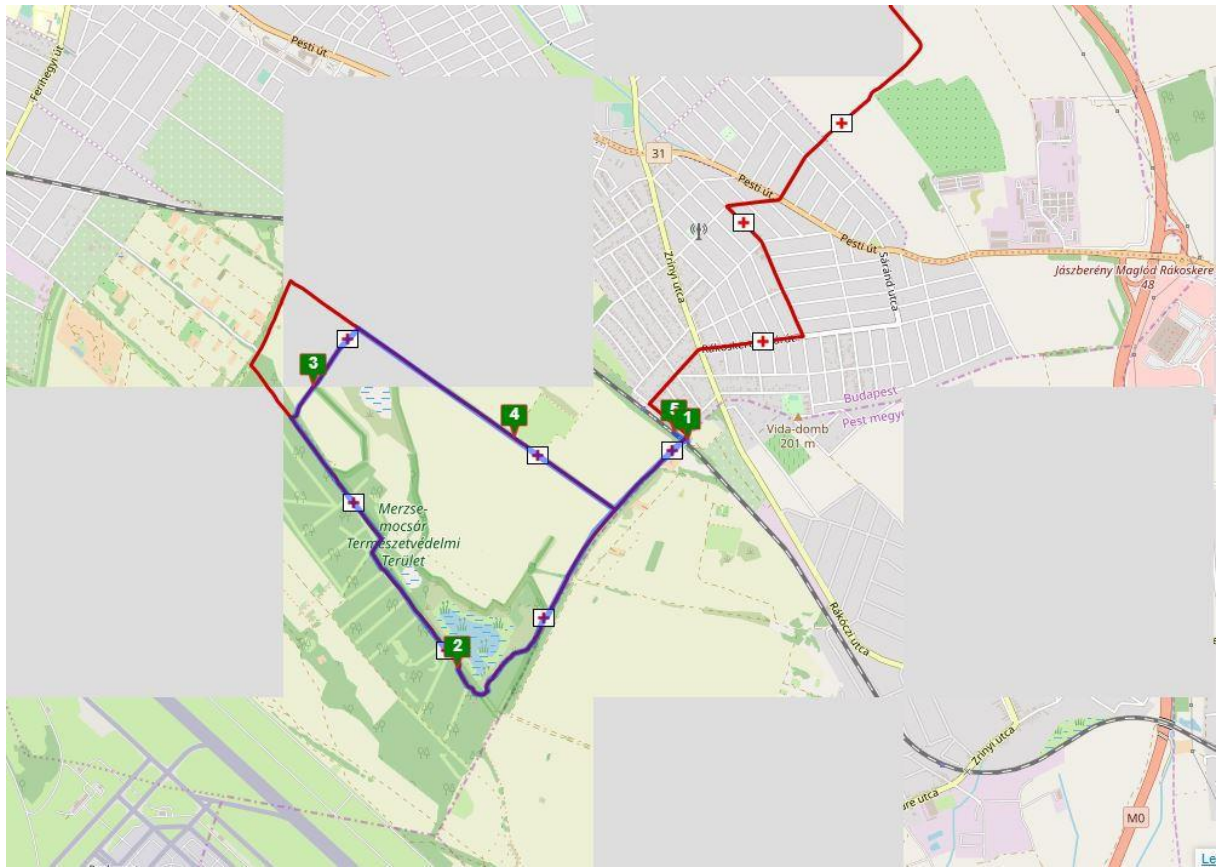 Ferihegyi út
Pesti út
31
Pesti út
Zrínyi utca
Pesti út
Sáránd utca
Jászberény Maglód Rákoskere
48
3
Budapest
Pest megye
5
1
4
Vida-domb
201 m
Merzse-
mocsár
Természetvédelmi
Terület
Rákóczi utca
2
Zrínyi utca
M0
Le